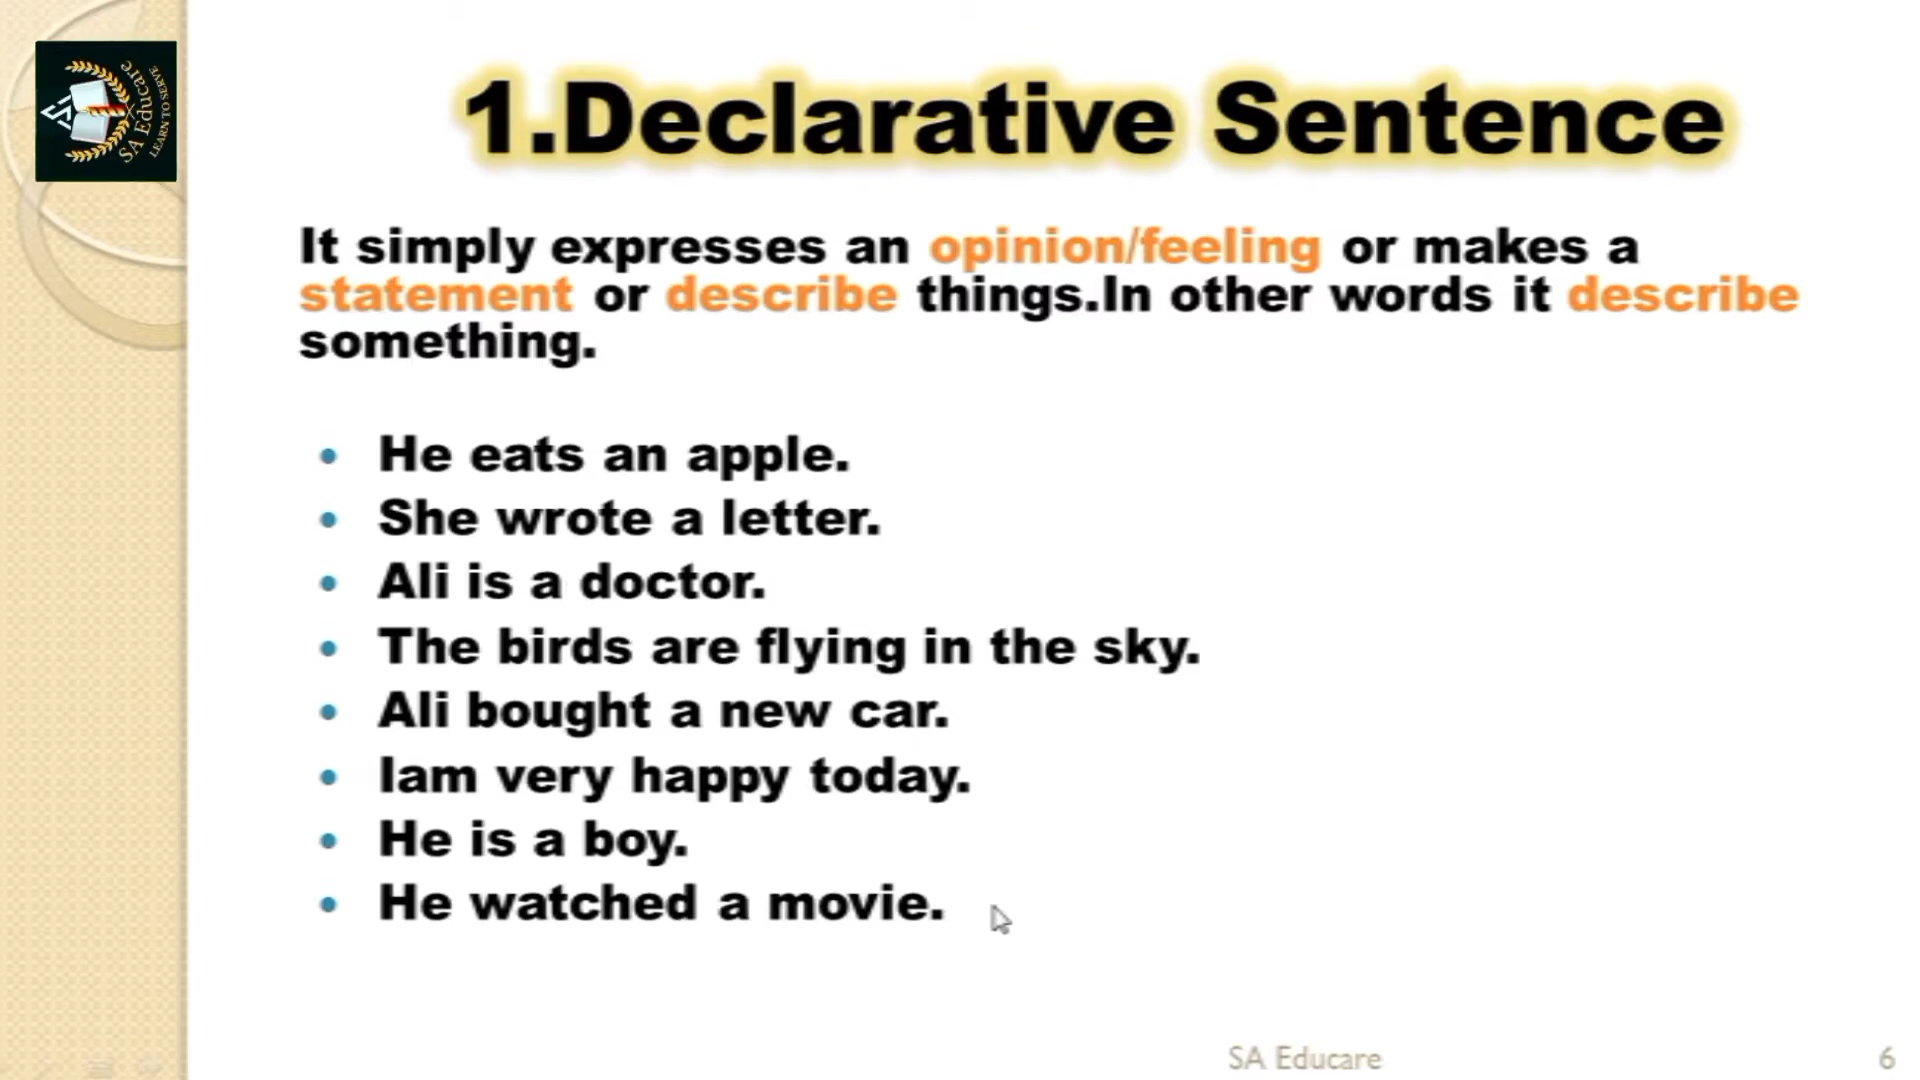 SA Educare
LEARN TO SERVE
1.Declarative Sentence
It simply expresses an opinion/feeling or makes a
statement or describe things.In other words it describe
something.
• He eats an apple.
• She wrote a letter.
• Ali is a doctor.
• The birds are flying in the sky.
• Ali bought a new car.
• Iam very happy today.
• He is a boy.
• He watched a movie.
SA Educare
6